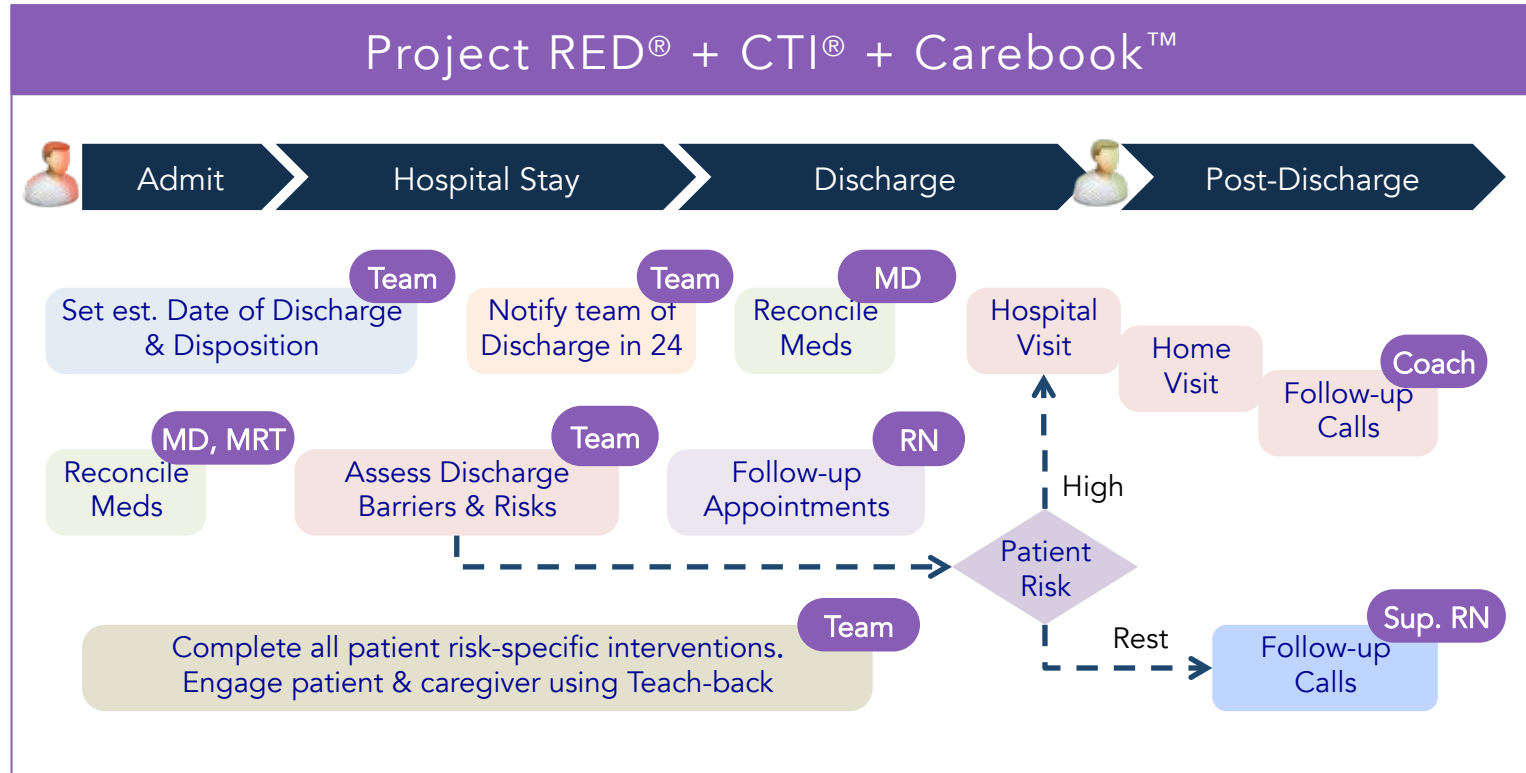 Project RED® + CTI® + Carebook™
Admit
Hospital Stay
Discharge
Post-Discharge
Team
Set est. Date of Discharge
& Disposition
Team
Notify team of
Discharge in 24
MD
Reconcile
Meds
Hospital
Visit
Home
Visit
Coach
Follow-up
Calls
MD, MRT
Reconcile
Meds
Team
Assess Discharge
Barriers & Risks
RN
Follow-up
Appointments
High
Patient
Risk
Team
Complete all patient risk-specific interventions.
Engage patient & caregiver using Teach-back
Rest
Sup. RN
Follow-up
Calls